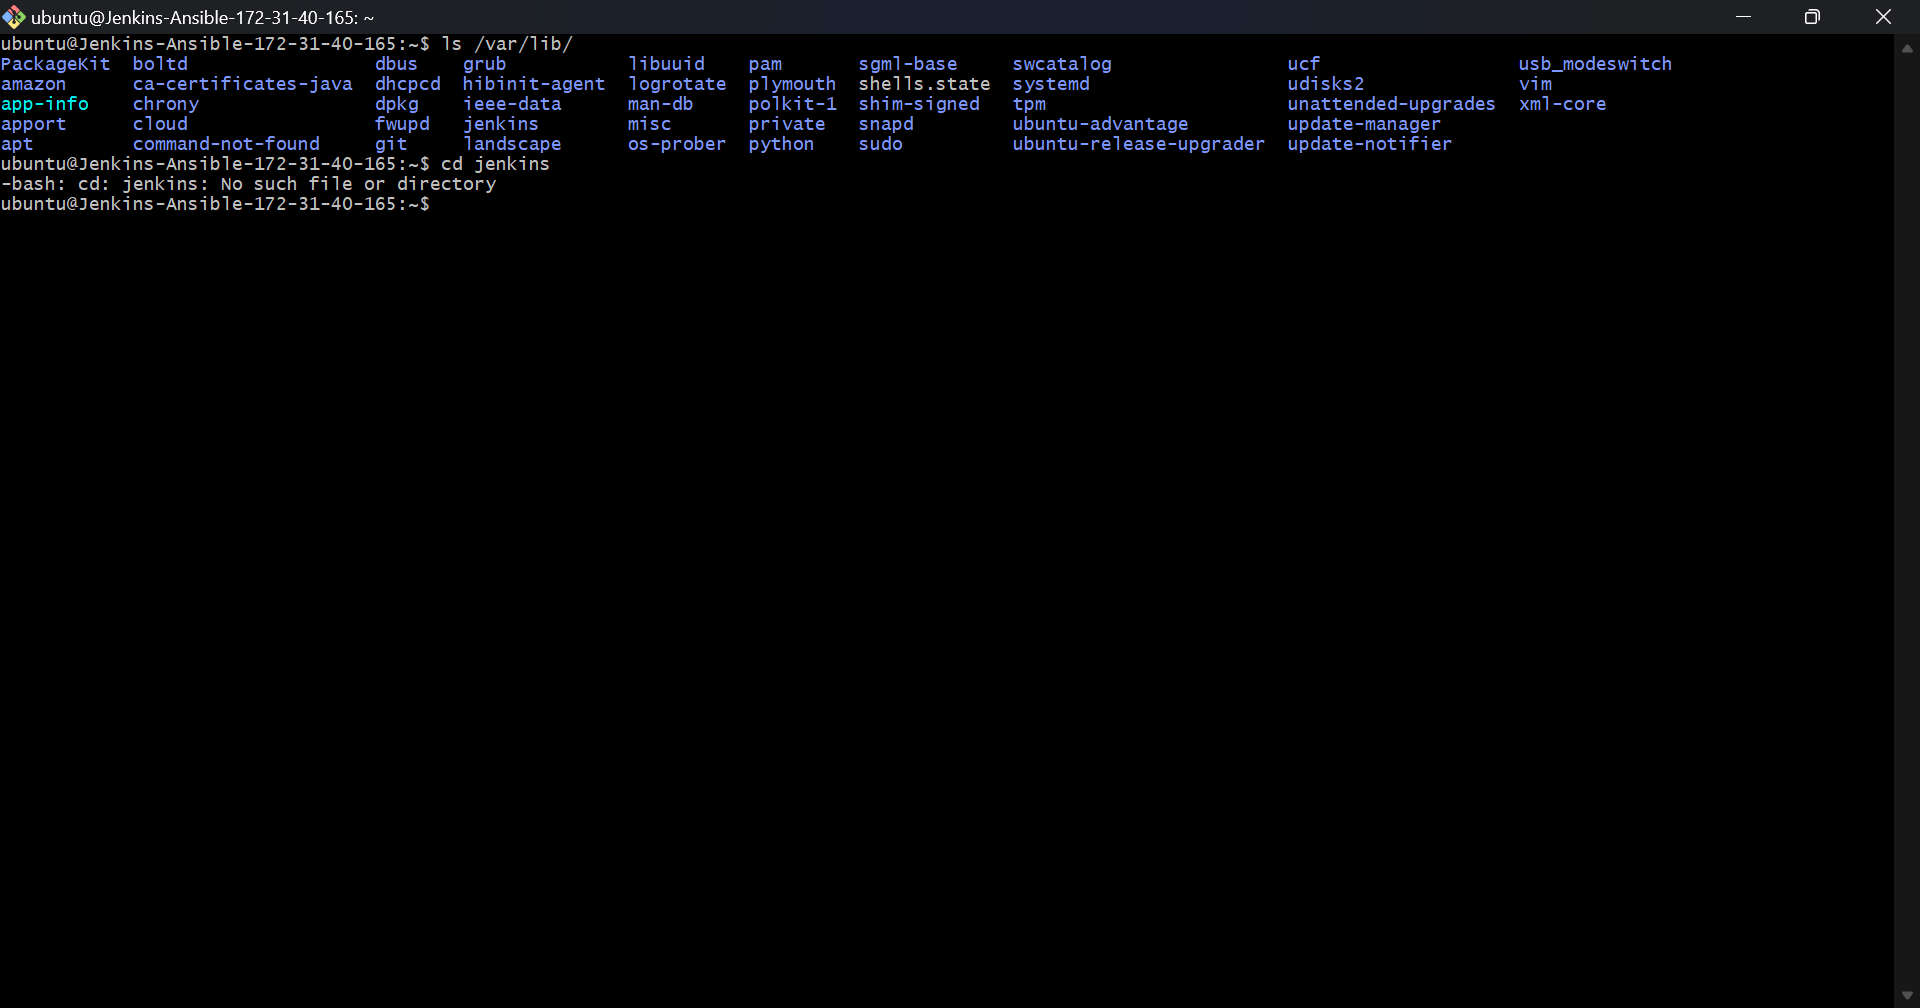 ubuntu@Jenkins-Ansible-172-31-40-165: ~
ubuntu@Jenkins-Ansible-172-31-40-165:~$ ls /var/lib/
PackageKit  boltd                 dbus    grub           libuuid    pam         sgml-base     swcatalog               ucf                  usb_modeswitch
amazon      ca-certificates-java  dhcpcd  hibinit-agent  logrotate  plymouth    shells.state  systemd                 udisks2              vim
app-info    chrony                dpkg    ieee-data      man-db     polkit-1    shim-signed   tpm                     unattended-upgrades  xml-core
apport      cloud                 fwupd   jenkins        misc       private     snapd         ubuntu-advantage        update-manager
apt         command-not-found     git     landscape      os-prober  python      sudo          ubuntu-release-upgrader  update-notifier
ubuntu@Jenkins-Ansible-172-31-40-165:~$ cd jenkins
-bash: cd: jenkins: No such file or directory
ubuntu@Jenkins-Ansible-172-31-40-165:~$